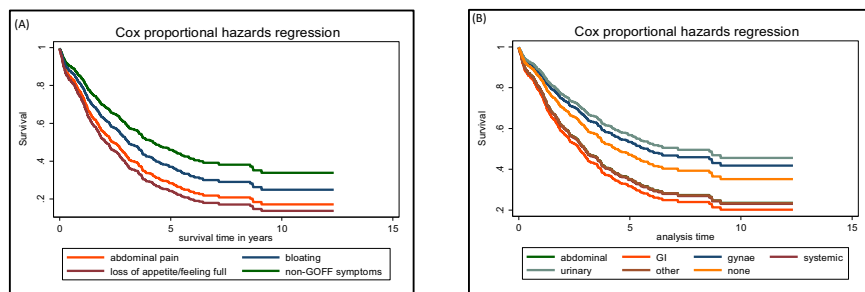 (A)
Cox proportional hazards regression
Survival
1
.8
.6
.4
.2
0
5
10
15
survival time in years
abdominal pain
bloating
loss of appetite/feeling full
non-GOFF symptoms
(B)
Cox proportional hazards regression
Survival
1
.8
.6
.4
.2
0
5
10
15
analysis time
abdominal
GI
gynae
systemic
urinary
other
none